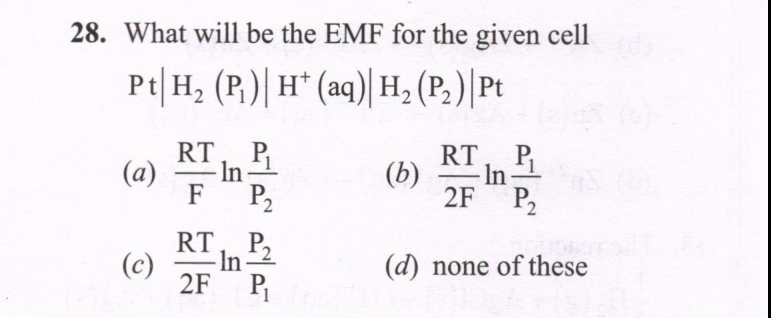 28. What will be the EMF for the given cell
Pt| H₂ (P₁)| H⁺ (aq)| H₂ (P₂)|Pt
(a) RT/F ln P₁/P₂ (b) RT/2F ln P₁/P₂
(c) RT/2F ln P₂/P₁ (d) none of these